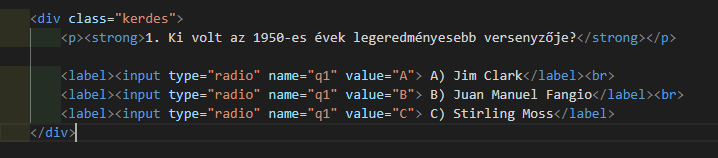 <div class="kerdes">
<p><strong>1. Ki volt az 1950-es évek legeredményesebb versenyzője?</strong></p>
<label><input type="radio" name="q1" value="A"> A) Jim Clark</label><br>
<label><input type="radio" name="q1" value="B"> B) Juan Manuel Fangio</label><br>
<label><input type="radio" name="q1" value="C"> C) Stirling Moss</label>
</div>